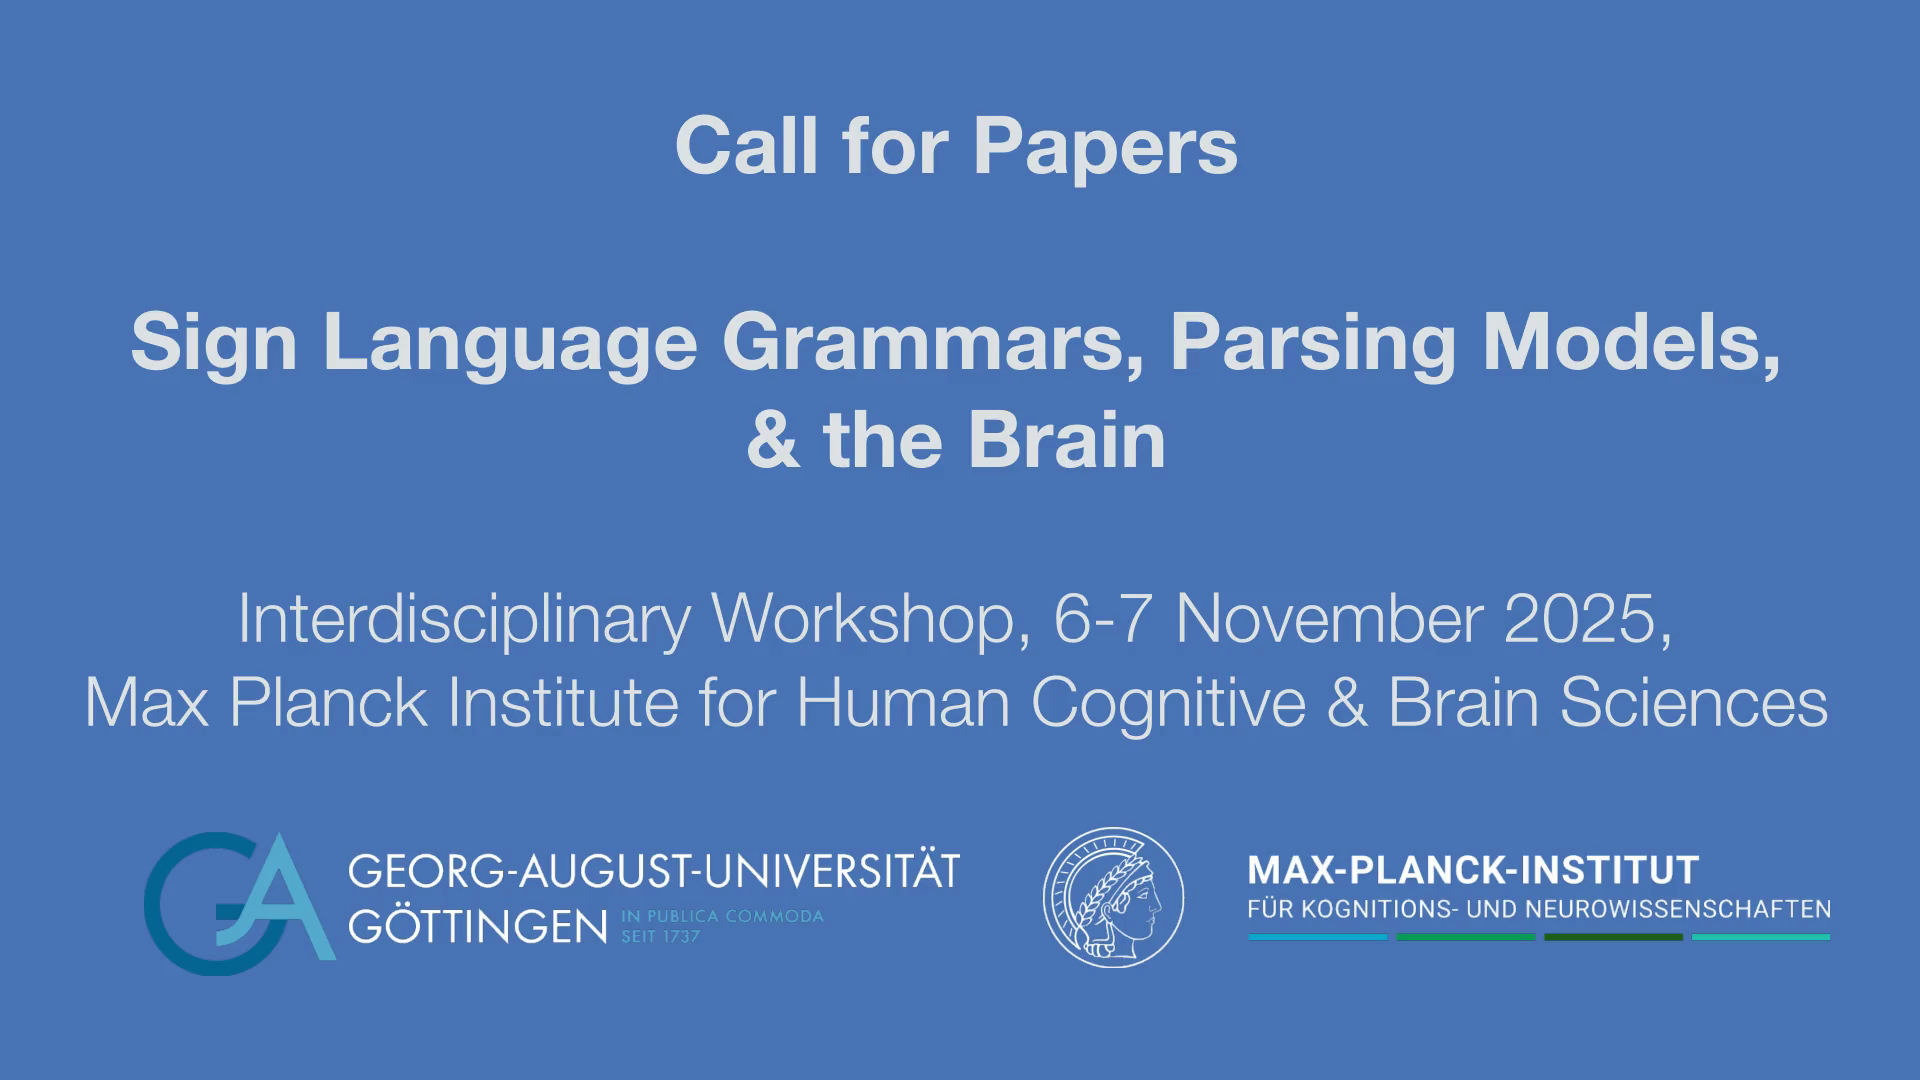 Call for Papers
Sign Language Grammars, Parsing Models,
& the Brain
Interdisciplinary Workshop, 6-7 November 2025,
Max Planck Institute for Human Cognitive & Brain Sciences
GEORG-AUGUST-UNIVERSITÄT
GÖTTINGEN IN PUBLICA COMMODA
SEIT 1737
MAX-PLANCK-INSTITUT
FÜR KOGNITIONS- UND NEUROWISSENSCHAFTEN